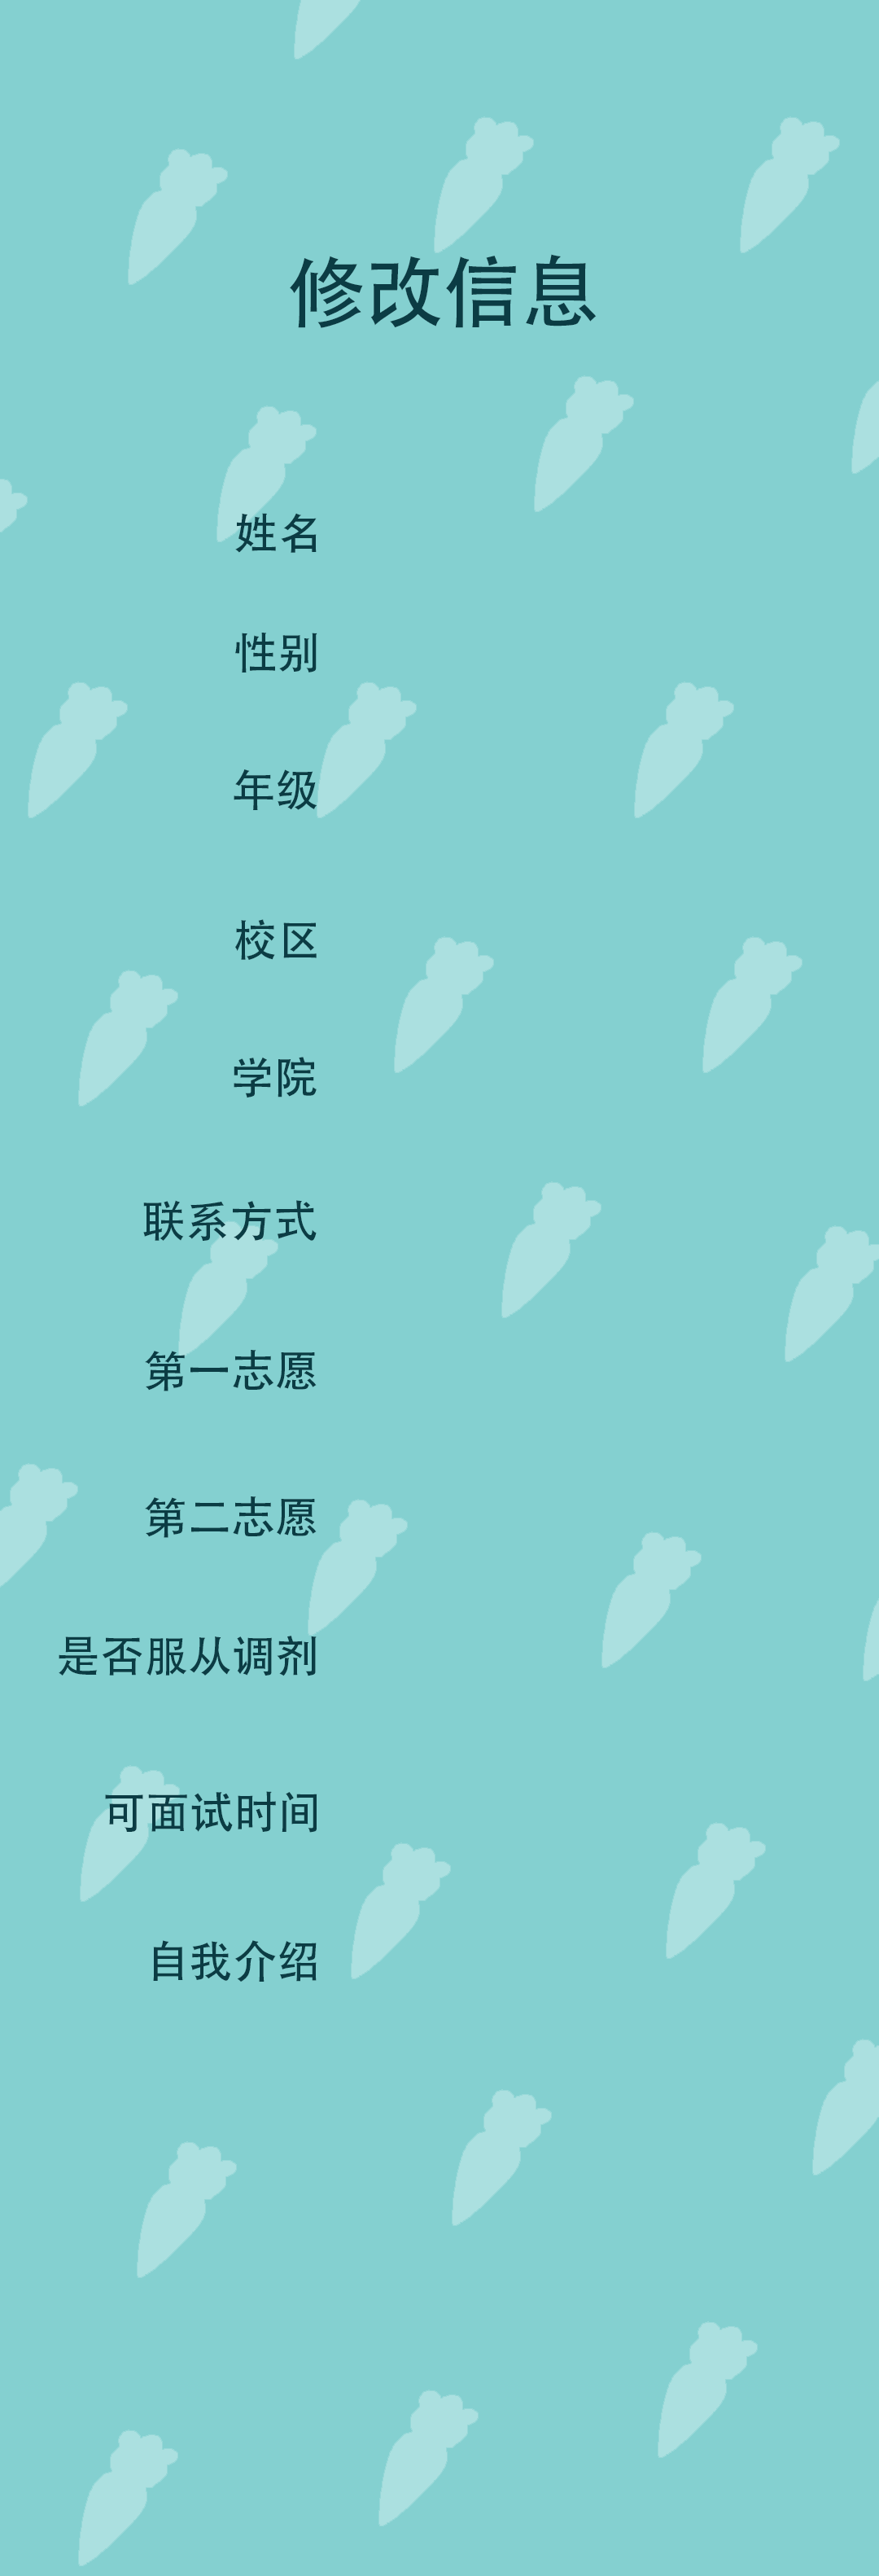 修改信息
姓名
性别
年级
校区
学院
联系方式
第一志愿
第二志愿
是否服从调剂
可面试时间
自我介绍